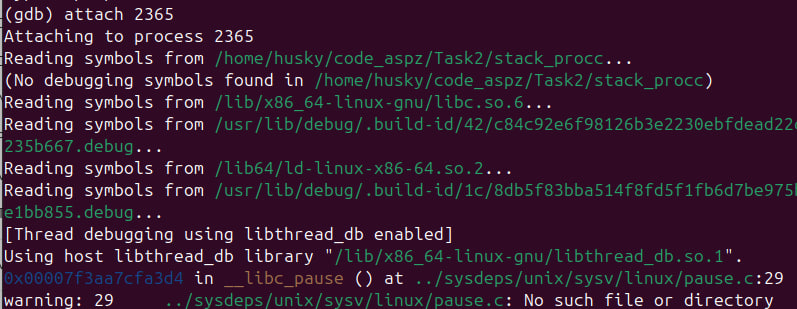 (gdb) attach 2365
Attaching to process 2365
Reading symbols from /home/husky/code_aspz/Task2/stack_procc...
(No debugging symbols found in /home/husky/code_aspz/Task2/stack_procc)
Reading symbols from /lib/x86_64-linux-gnu/libc.so.6...
Reading symbols from /usr/lib/debug/.build-id/42/c84c92e6f98126b3e2230ebfdead22
235b667.debug...
Reading symbols from /lib64/ld-linux-x86-64.so.2...
Reading symbols from /usr/lib/debug/.build-id/1c/8db5f83bba514f8fd5f1fb6d7be975
e1bb855.debug...
[Thread debugging using libthread_db enabled]
Using host libthread_db library "/lib/x86_64-linux-gnu/libthread_db.so.1".
0x00007f3aa7cfa3d4 in __libc_pause () at ../sysdeps/unix/sysv/linux/pause.c:29
warning: 29     ../sysdeps/unix/sysv/linux/pause.c: No such file or directory